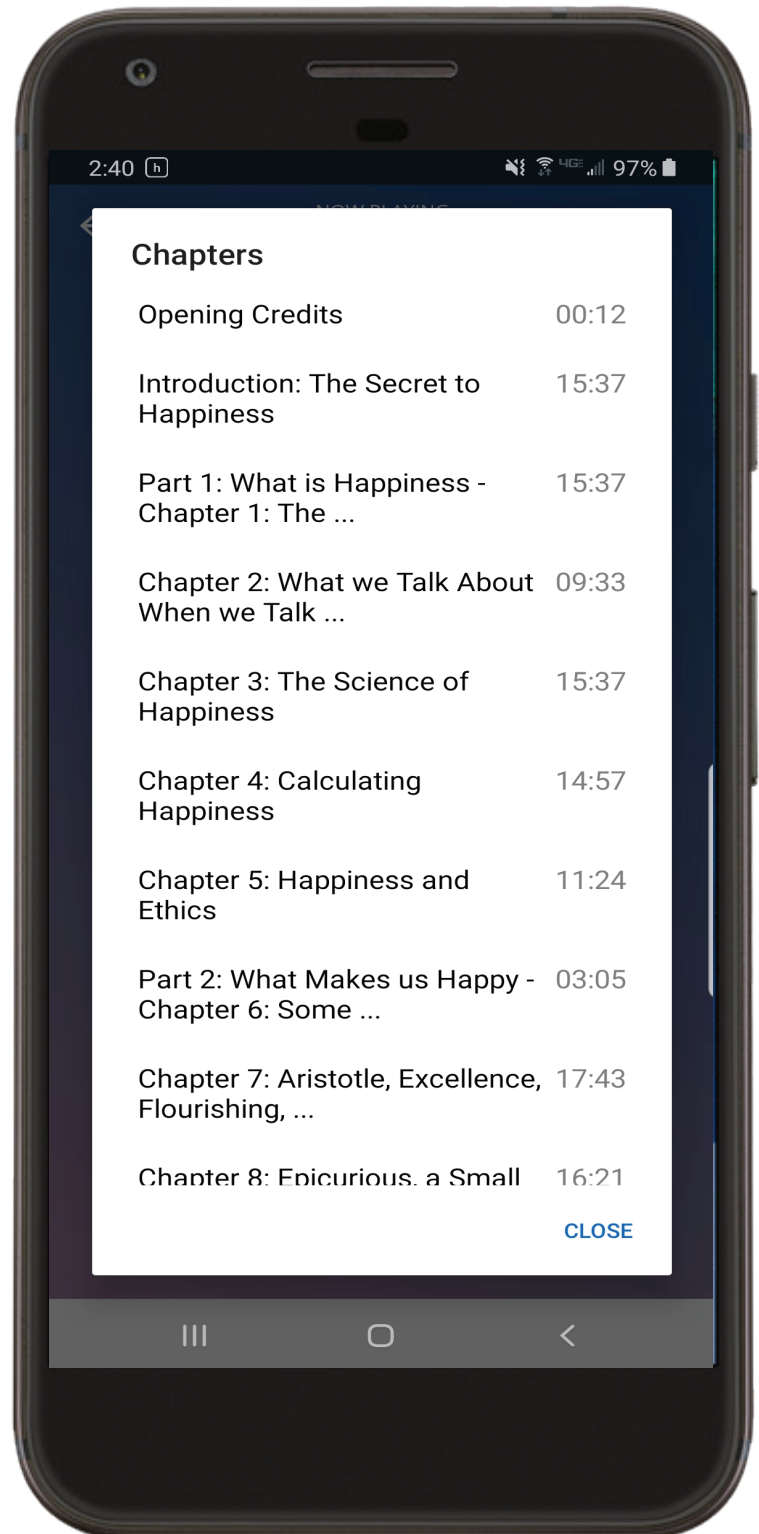 2:40 h 4GE 97%
NOW PLAYING
Chapters
Opening Credits 00:12
Introduction: The Secret to 15:37
Happiness
Part 1: What is Happiness - 15:37
Chapter 1: The ...
Chapter 2: What we Talk About 09:33
When we Talk ...
Chapter 3: The Science of 15:37
Happiness
Chapter 4: Calculating 14:57
Happiness
Chapter 5: Happiness and 11:24
Ethics
Part 2: What Makes us Happy - 03:05
Chapter 6: Some ...
Chapter 7: Aristotle, Excellence, 17:43
Flourishing, ...
Chapter 8: Epicurious, a Small 16:21
CLOSE